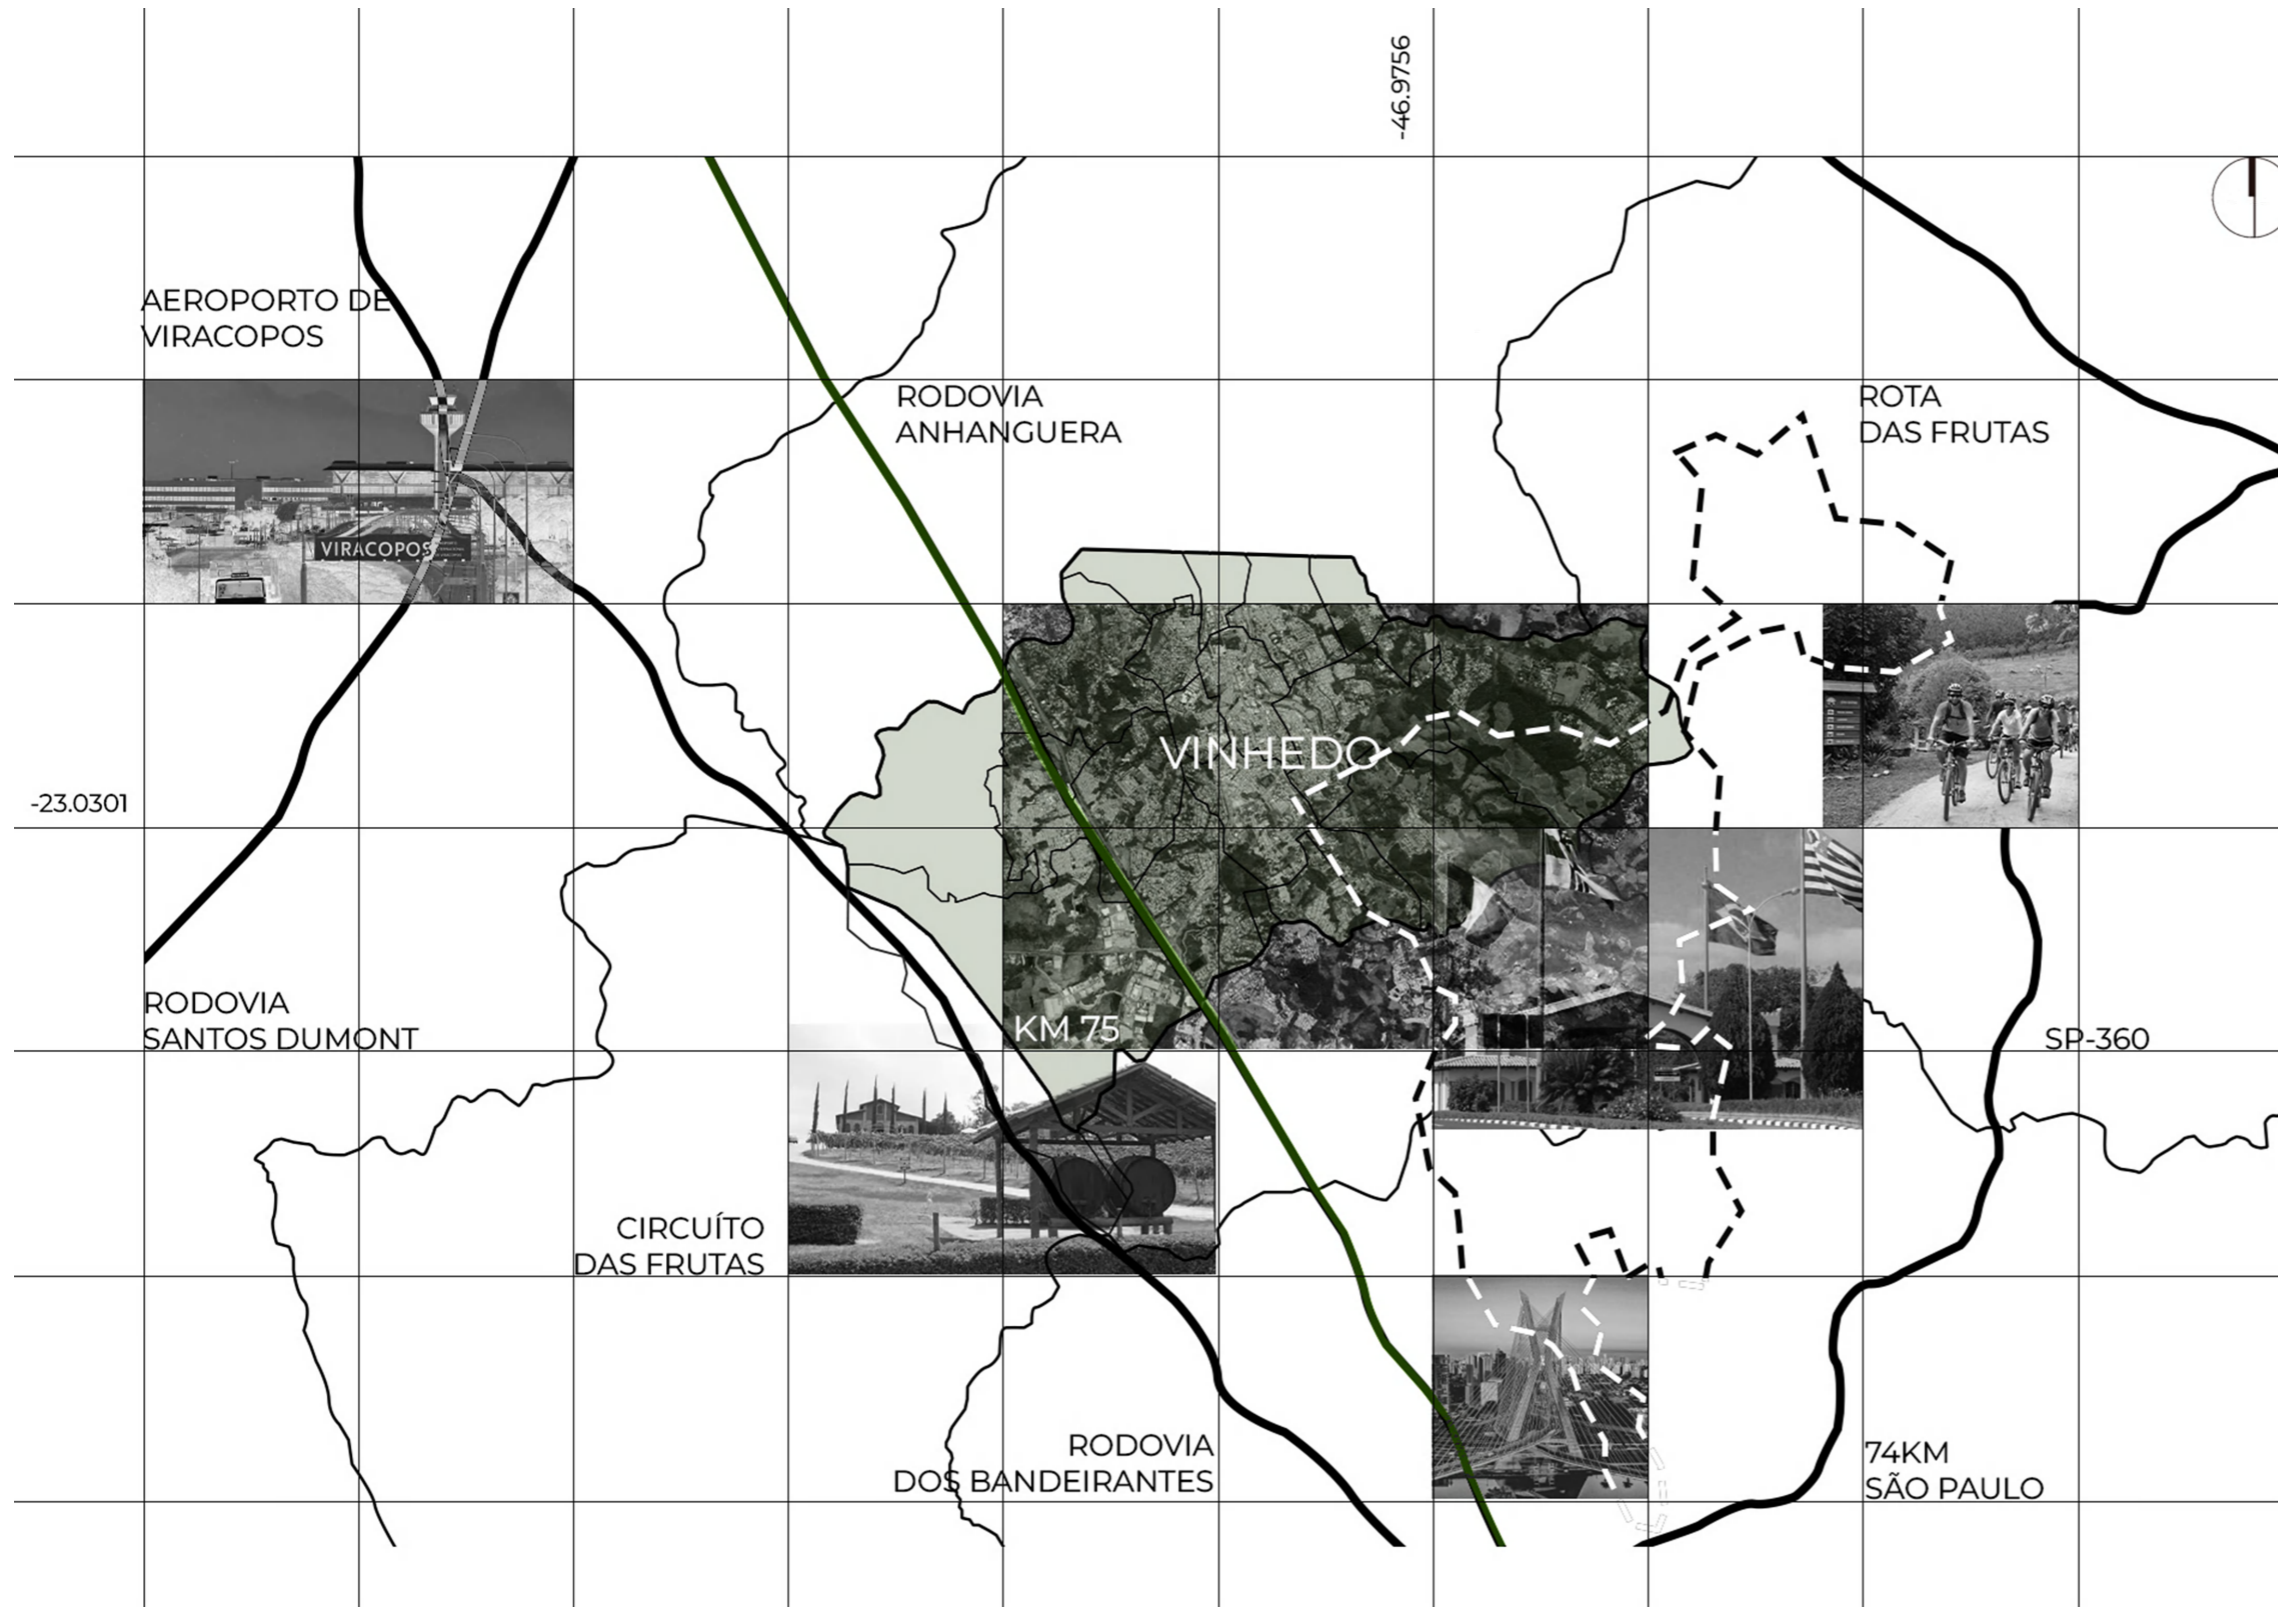 -46.9756
AEROPORTO DE
VIRACOPOS
RODOVIA
ANHANGUERA
ROTA
DAS FRUTAS
VIRACOPOS
VINHEDO
-23.0301
RODOVIA
SANTOS DUMONT
KM 75
SP-360
CIRCUÍTO
DAS FRUTAS
RODOVIA
DOS BANDEIRANTES
74KM
SÃO PAULO